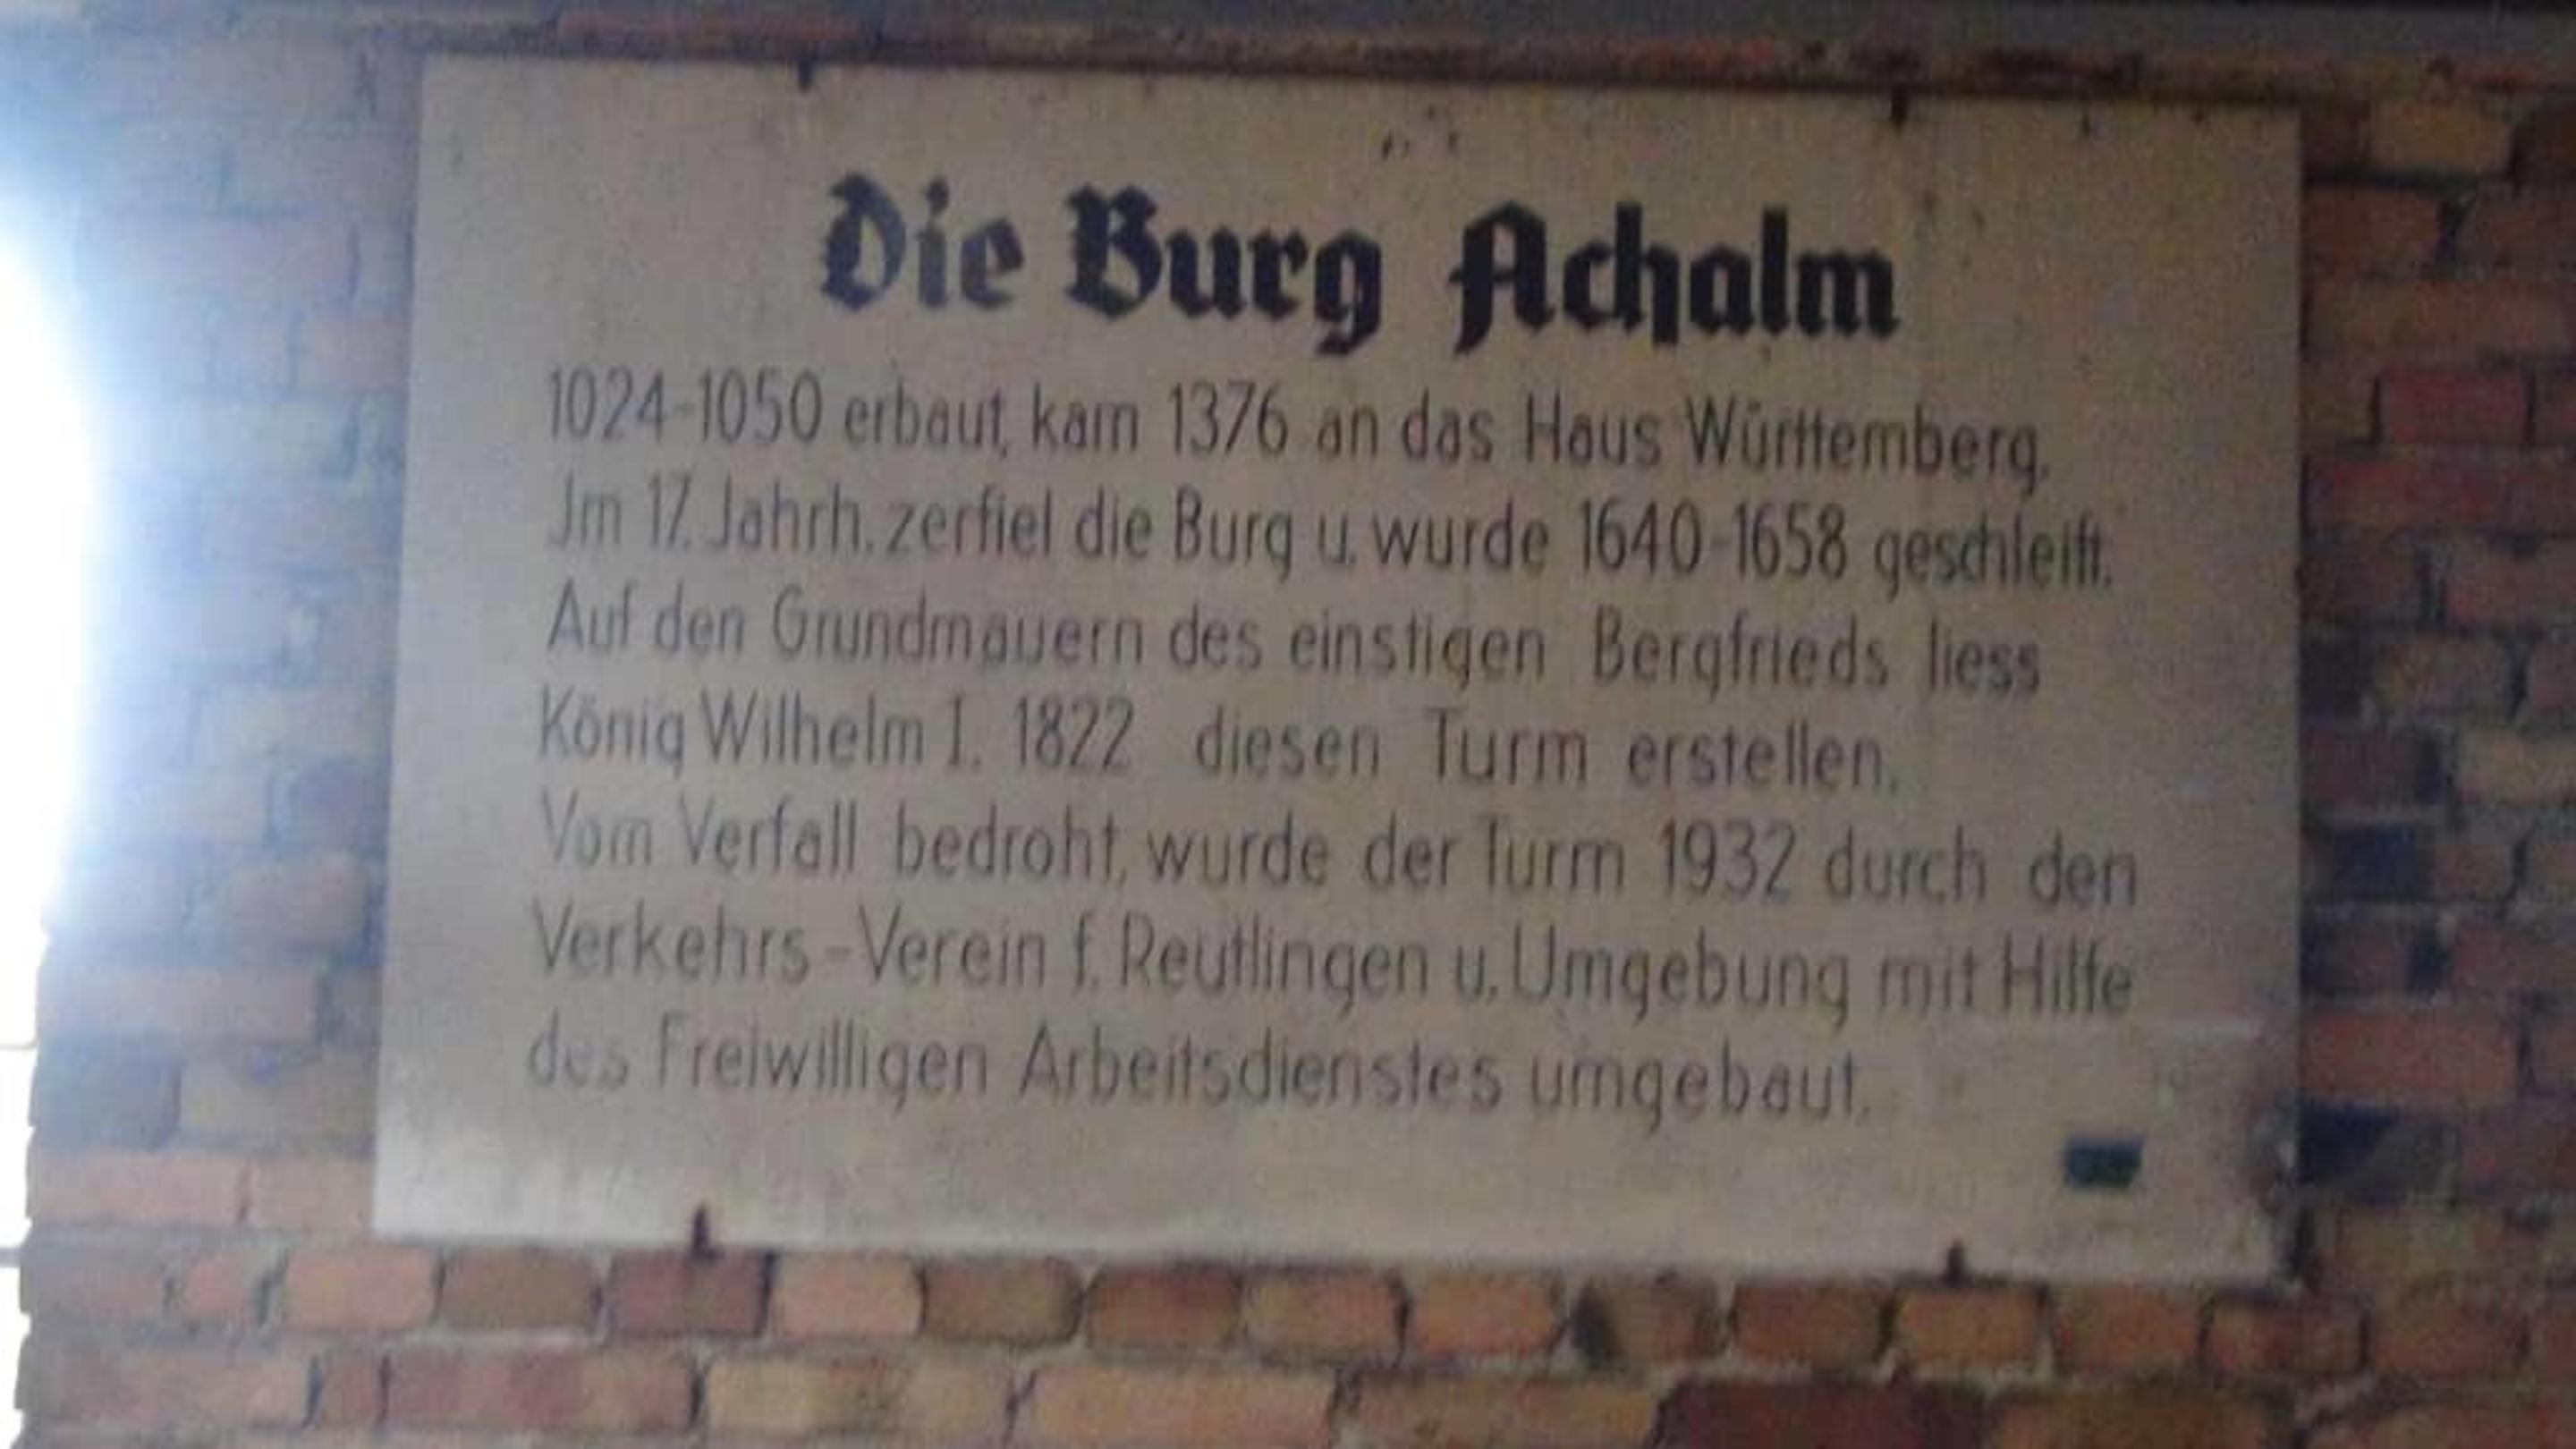 Die Burg Achalm
1024-1050 erbaut, kam 1376 an das Haus Württemberg.
Jm 17. Jahrh. zerfiel die Burg u. wurde 1640-1658 geschleift.
Auf den Grundmauern des einstigen Bergfrieds liess
König Wilhelm I. 1822 diesen Turm erstellen.
Vom Verfall bedroht, wurde der Turm 1932 durch den
Verkehrs-Verein f. Reutlingen u. Umgebung mit Hilfe
des Freiwilligen Arbeitsdienstes umgebaut.